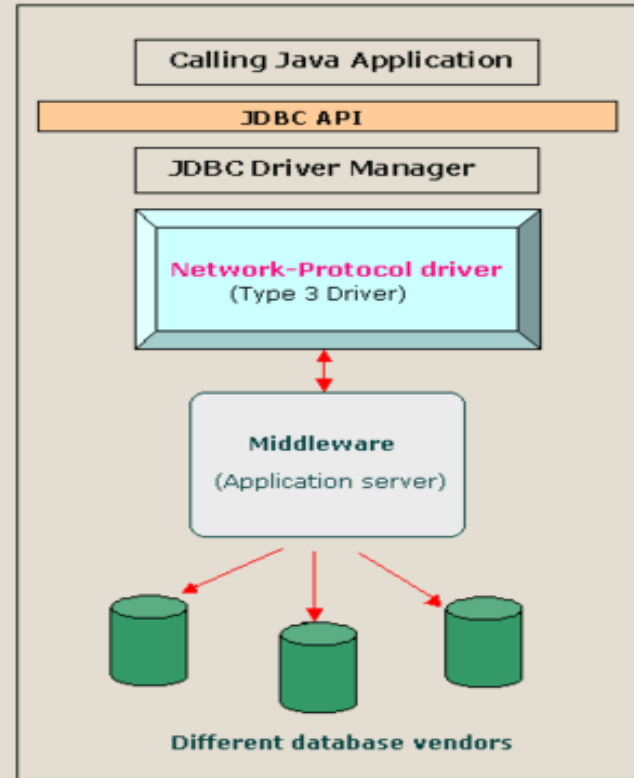 Calling Java Application
JDBC API
JDBC Driver Manager
Network-Protocol driver
(Type 3 Driver)
Middleware
(Application server)
Different database vendors